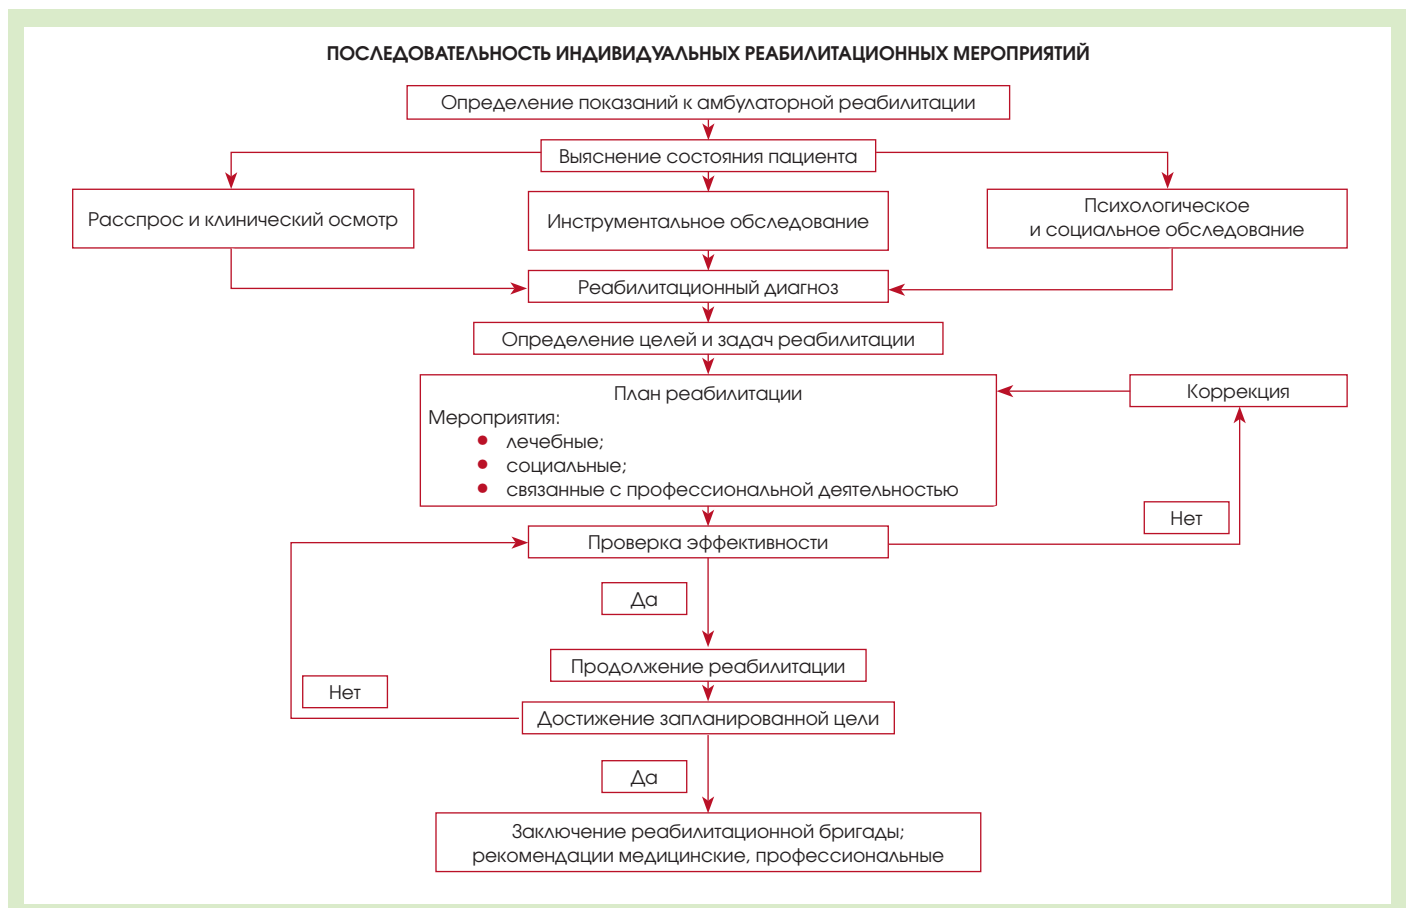 ПОСЛЕДОВАТЕЛЬНОСТЬ ИНДИВИДУАЛЬНЫХ РЕАБИЛИТАЦИОННЫХ МЕРОПРИЯТИЙ
Определение показаний к амбулаторной реабилитации
Выяснение состояния пациента
Расспрос и клинический осмотр
Инструментальное обследование
Психологическое
и социальное обследование
Реабилитационный диагноз
Определение целей и задач реабилитации
План реабилитации
Мероприятия:
• лечебные;
• социальные;
• связанные с профессиональной деятельностью
Коррекция
Нет
Проверка эффективности
Да
Продолжение реабилитации
Нет
Достижение запланированной цели
Да
Заключение реабилитационной бригады;
рекомендации медицинские, профессиональные